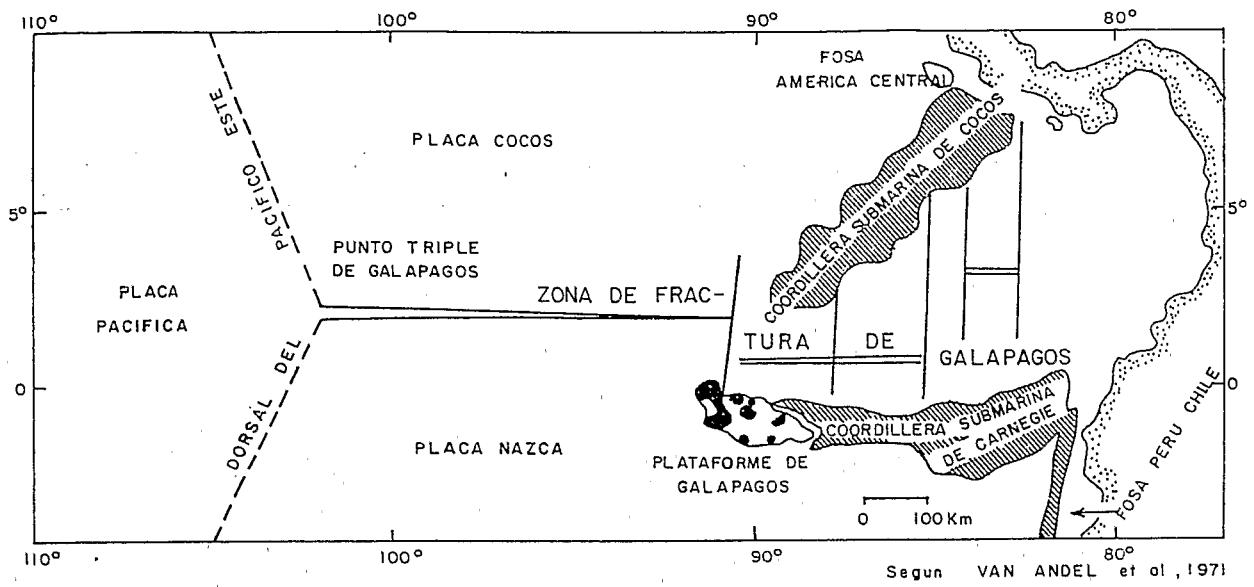 110° 100° 90° 80°
FOSA
AMERICA CENTRAL
PLACA COCOS
COORDILLERA SUBMARINA DE COCOS
DORSAL DEL PACIFICO ESTE
5° 5°
PUNTO TRIPLE
DE GALAPAGOS
PLACA
PACIFICA
ZONA DE FRAC-
TURA DE GALAPAGOS
0 0
PLACA NAZCA
COORDILLERA SUBMARINA
DE CARNEGIE
PLATAFORME DE
GALAPAGOS
FOSA PERU CHILE
0 100 Km
110° 100° 90° 80°
Segun VAN ANDEL et al, 1971